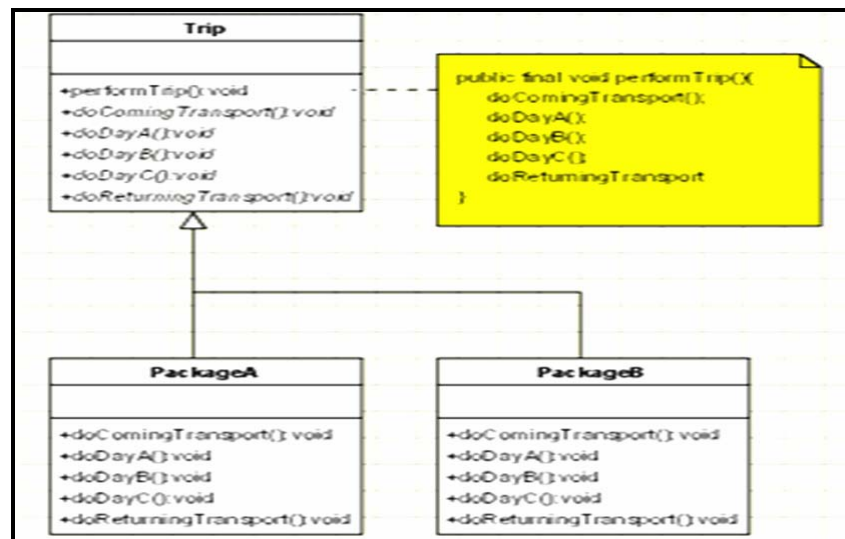 Trip
+performTrip():void
+doComingTransport():void
+doDayA():void
+doDayB():void
+doDayC():void
+doReturningTransport():void
public final void performTrip(){
doComingTransport();
doDayA();
doDayB();
doDayC();
doReturningTransport
}
PackageA
+doComingTransport():void
+doDayA():void
+doDayB():void
+doDayC():void
+doReturningTransport():void
PackageB
+doComingTransport():void
+doDayA():void
+doDayB():void
+doDayC():void
+doReturningTransport():void